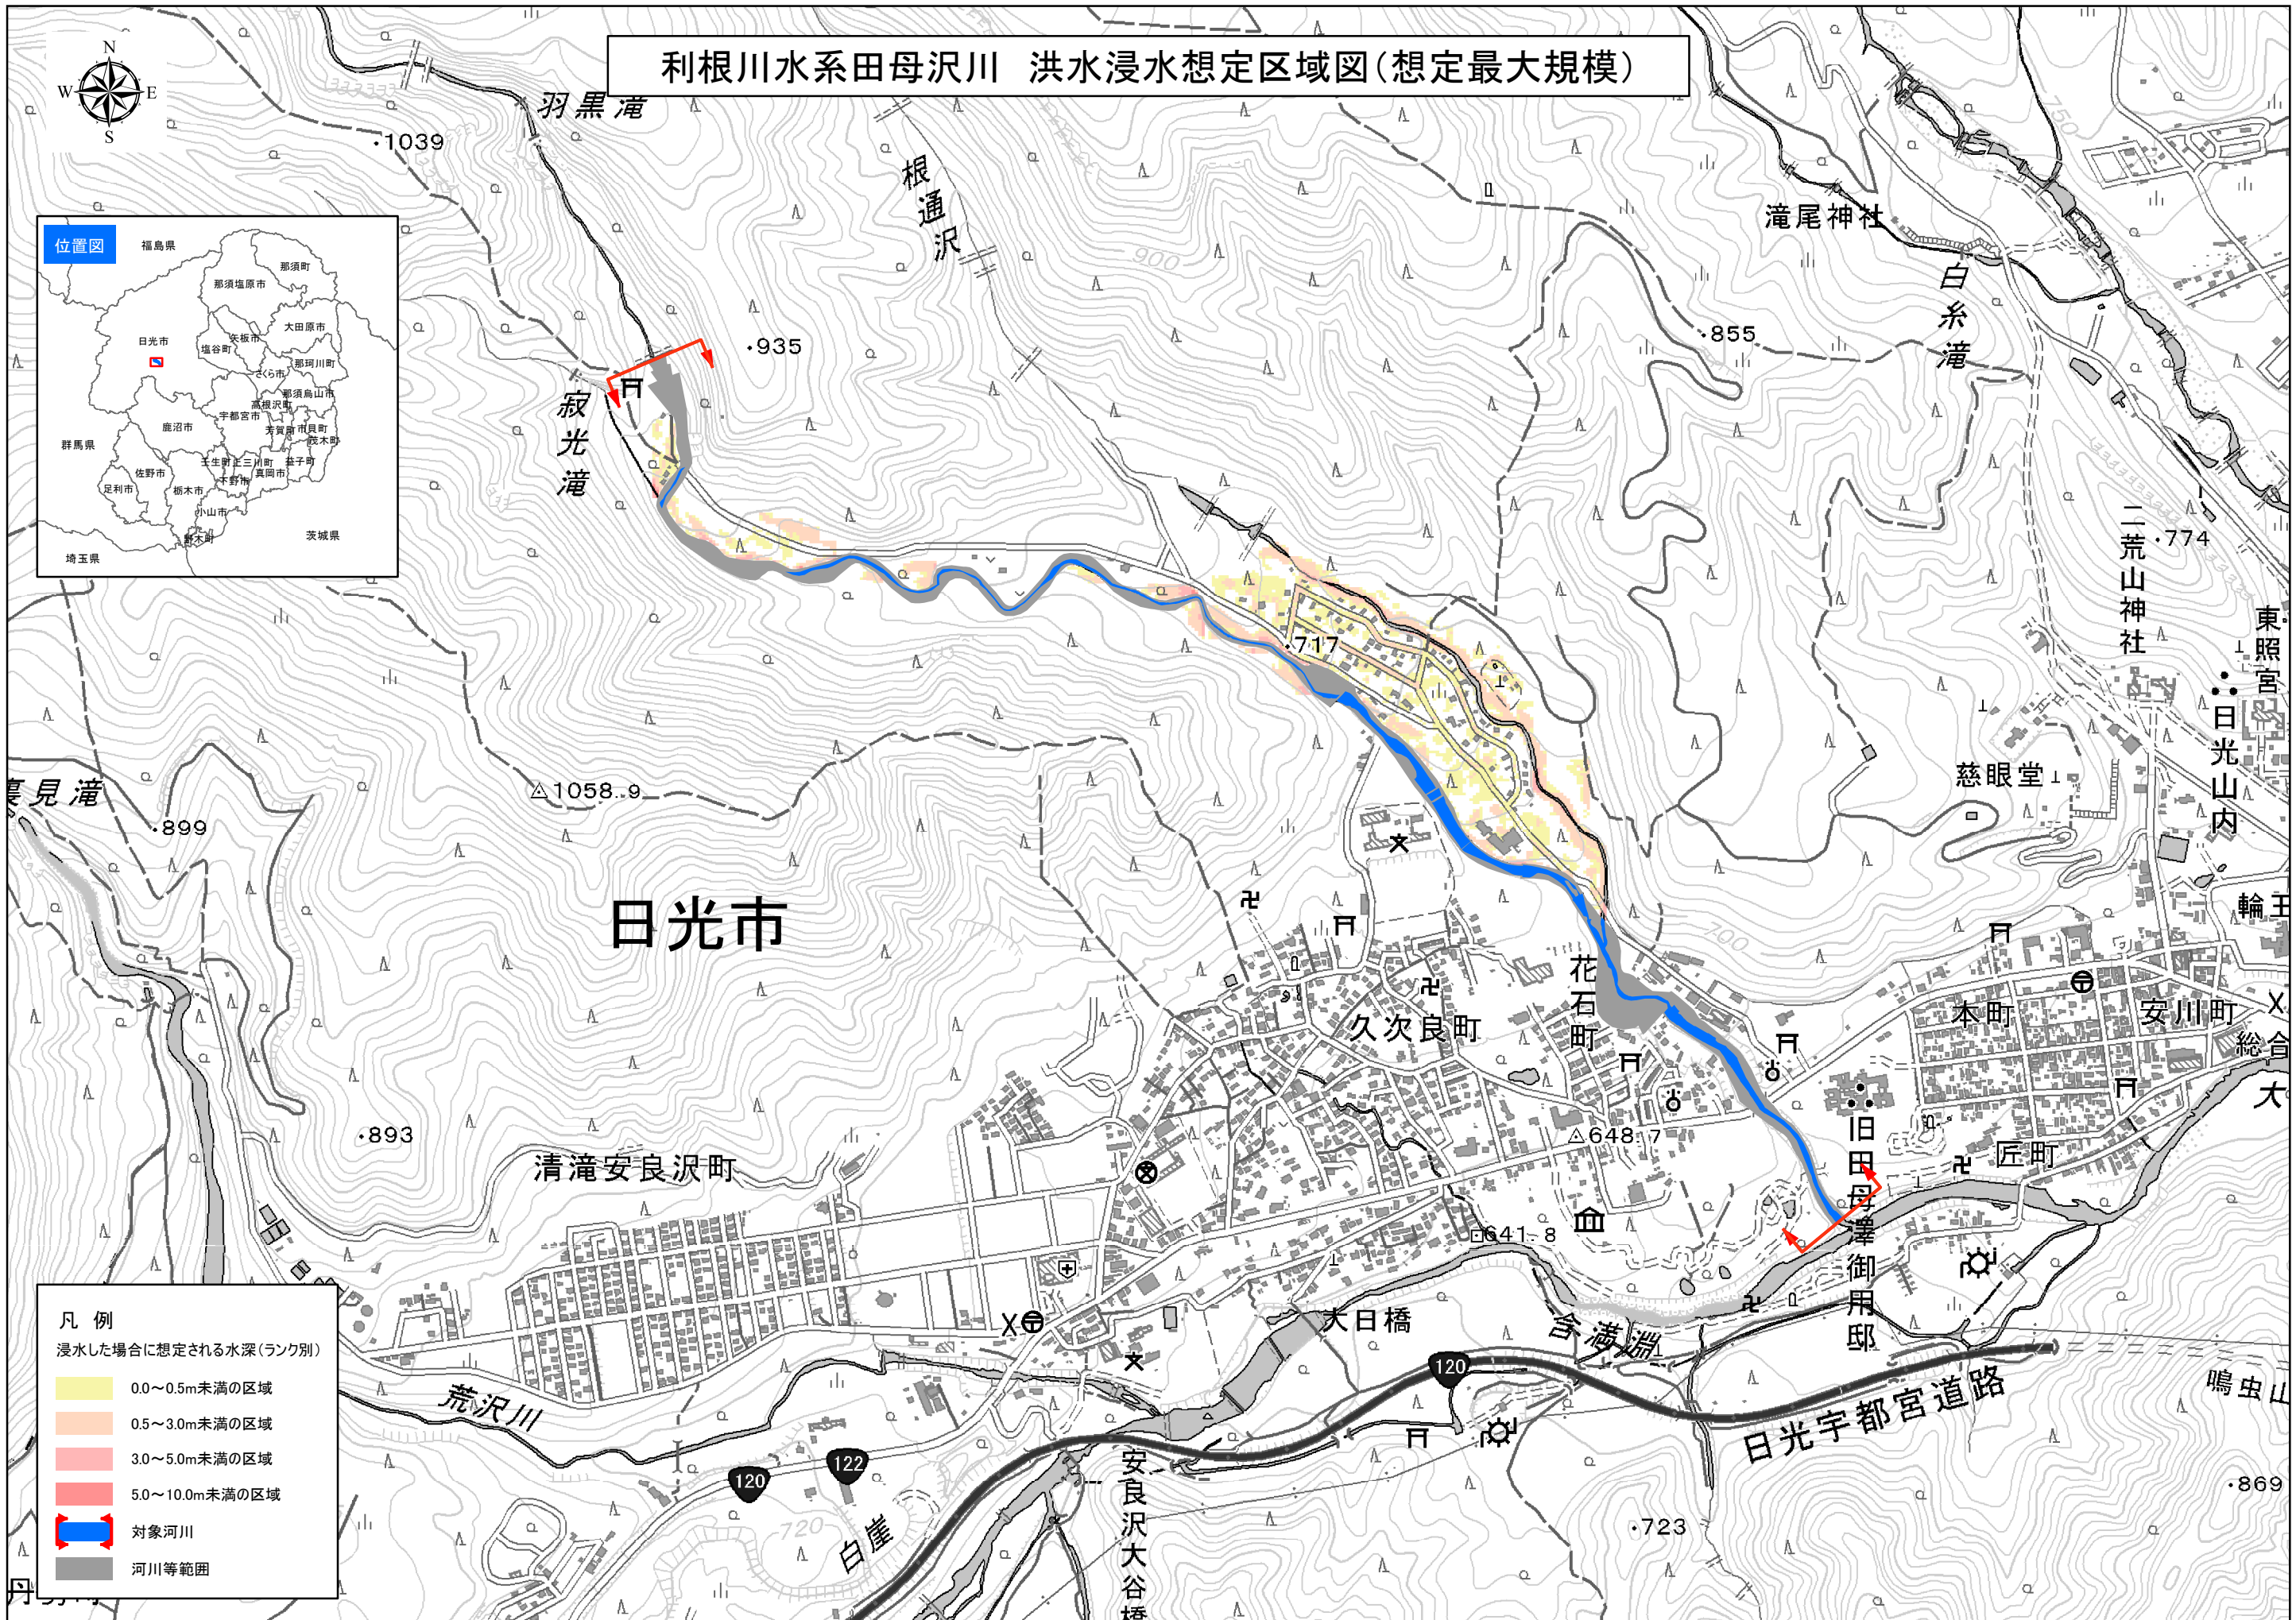 利根川水系田母沢川 洪水浸水想定区域図(想定最大規模)
N
W
E
S
羽黒滝
・1039
根通沢
滝尾神社
白糸滝
900
750
・935
・855
寂光滝
位置図
福島県
那須町
那須塩原市
大田原市
日光市
矢板市
塩谷町
那珂川町
さくら市
那須烏山市
高根沢町
宇都宮市
芳賀町
市貝町
茂木町
鹿沼市
群馬県
壬生町
上三川町
益子町
真岡市
下野市
佐野市
足利市
栃木市
小山市
野木町
茨城県
埼玉県
二荒山神社
・774
東照宮
・717
日光山内
慈眼堂
裏見滝
・899
1058.9
日光市
輪王
700
花石町
久次良町
本町
安川町
総合
大
・893
清滝安良沢町
648.7
旧田母澤御用邸
匠町
641.8
大日橋
含満淵
120
日光宇都宮道路
鳴虫山
荒沢川
120
122
720
白崖
安良沢大谷橋
・723
・869
凡 例
浸水した場合に想定される水深(ランク別)
0.0～0.5m未満の区域
0.5～3.0m未満の区域
3.0～5.0m未満の区域
5.0～10.0m未満の区域
対象河川
河川等範囲